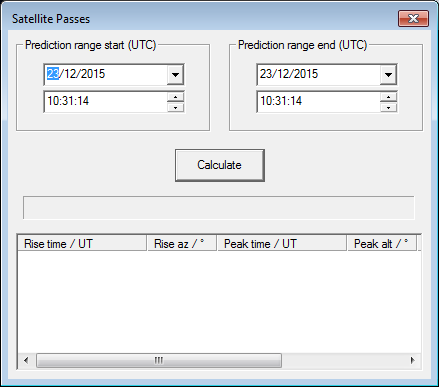 Satellite Passes
Prediction range start (UTC)
Prediction range end (UTC)
23/12/2015
23/12/2015
10:31:14
10:31:14
Calculate
Rise time / UT
Rise az / °
Peak time / UT
Peak alt / °